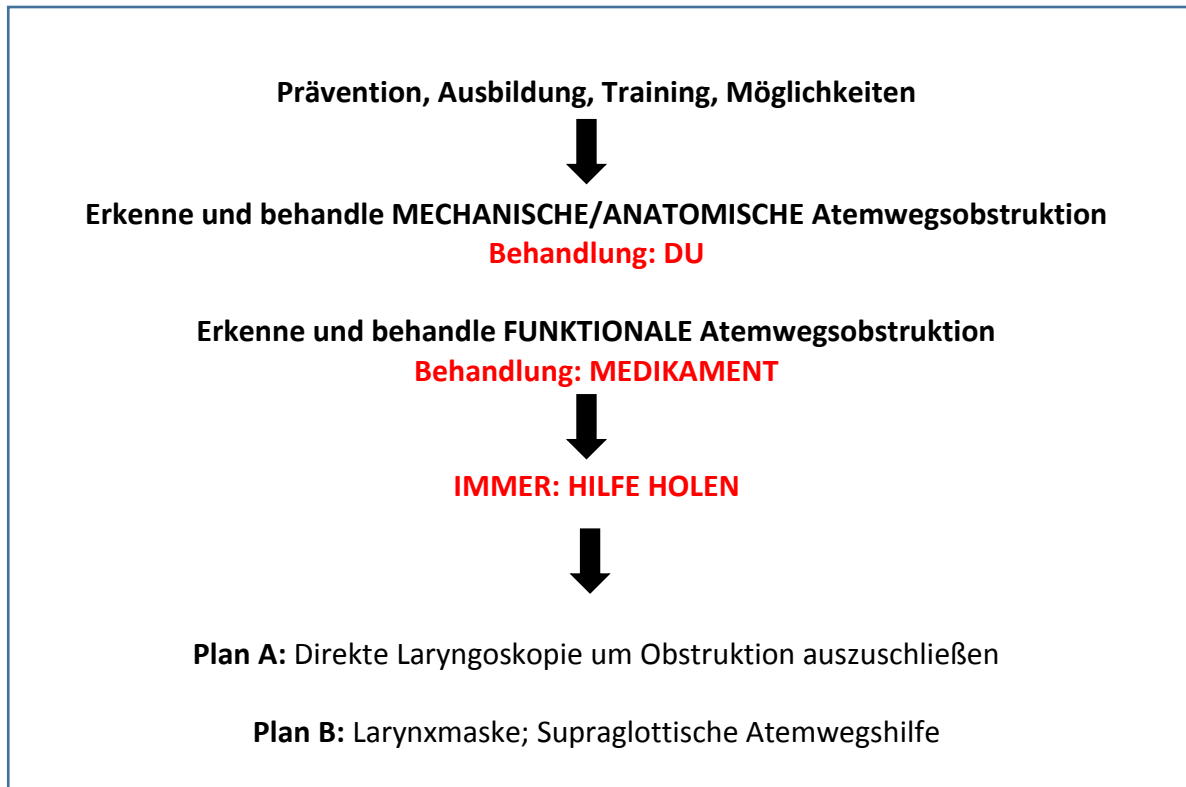 Prävention, Ausbildung, Training, Möglichkeiten
Erkenne und behandle MECHANISCHE/ANATOMISCHE Atemwegsobstruktion
Behandlung: DU
Erkenne und behandle FUNKTIONALE Atemwegsobstruktion
Behandlung: MEDIKAMENT
IMMER: HILFE HOLEN
Plan A: Direkte Laryngoskopie um Obstruktion auszuschließen
Plan B: Larynxmaske; Supraglottische Atemwegshilfe